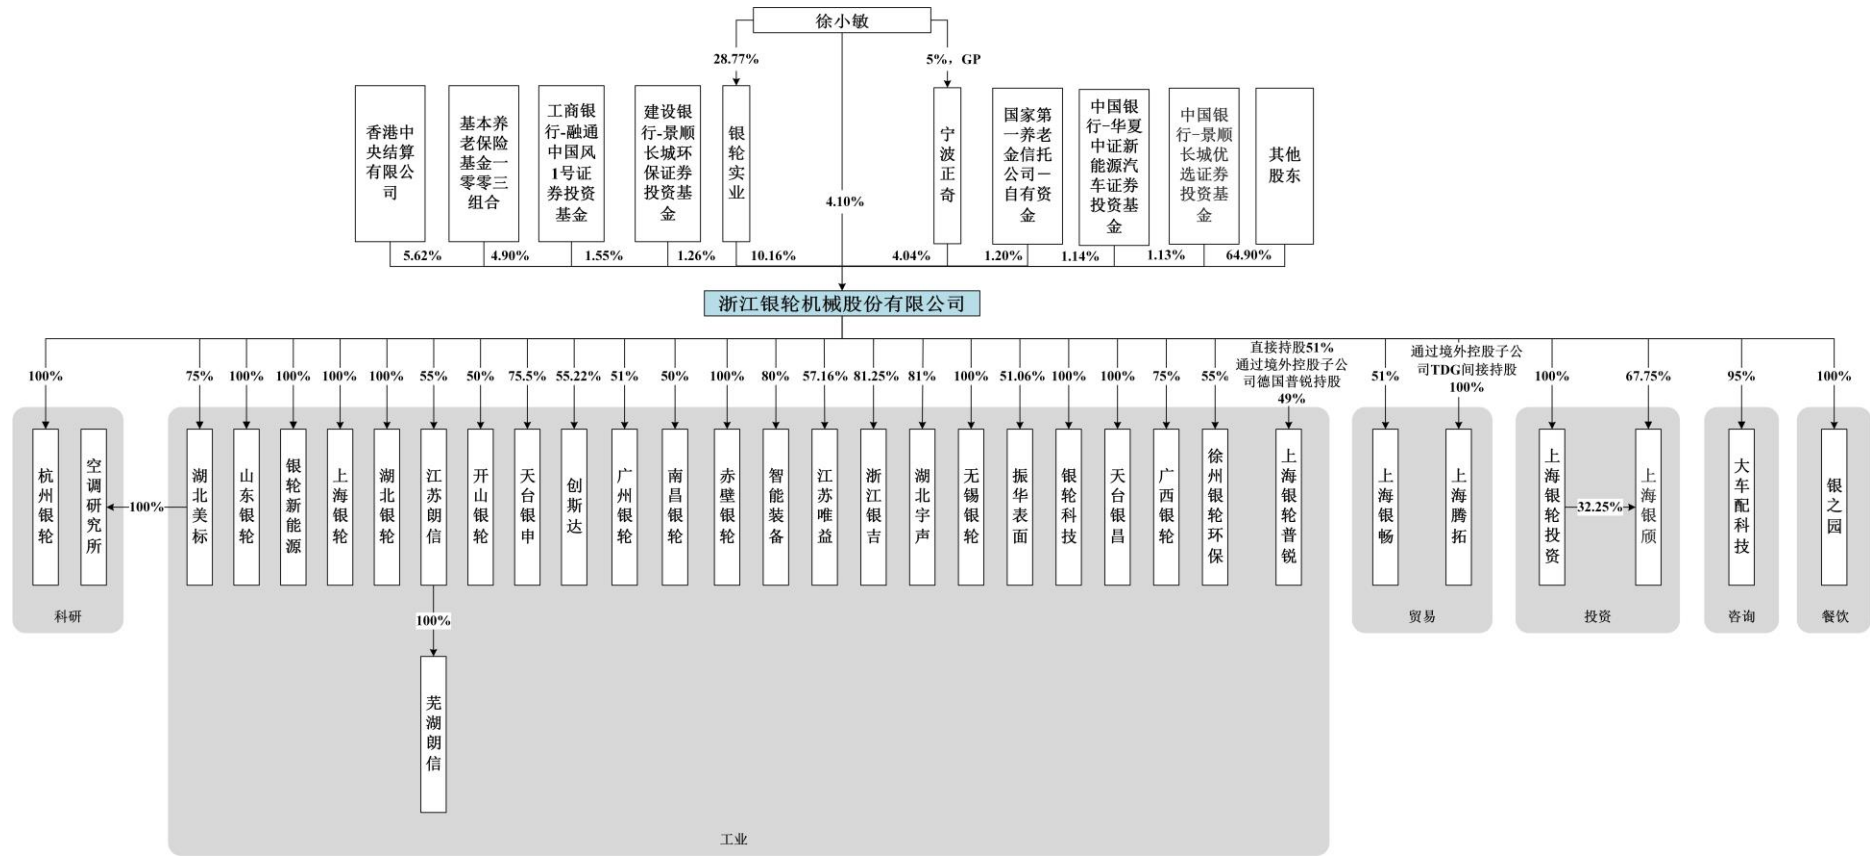 徐小敏
28.77%
5%，GP
香港中
央结算
有限公
司
基本养
老保险
基金一
零零三
组合
工商银
行-融通
中国风
1号证
券投资
基金
建设银
行-景顺
长城环
保证券
投资基
金
银轮实业
4.10%
宁波正奇
国家第
一养老
金信托
公司－
自有资
金
中国银
行-华夏
中证新
能源汽
车证券
投资基
金
中国银
行-景顺
长城优
选证券
投资基
金
其他
股东
5.62%
4.90%
1.55%
1.26%
10.16%
4.04%
1.20%
1.14%
1.13%
64.90%
浙江银轮机械股份有限公司
100%
75%
100%
100%
100%
100%
55%
50%
75.5%
55.22%
51%
50%
100%
80%
57.16%
81.25%
81%
100%
51.06%
100%
100%
75%
55%
直接持股51%
通过境外控股子公
司德国普锐持股
49%
51%
通过境外控股子公
司TDG间接持股
100%
100%
67.75%
95%
100%
杭州银轮
空调研究所
100%
湖北美标
山东银轮
银轮新能源
上海银轮
湖北银轮
江苏朗信
开山银轮
天台银申
创斯达
广州银轮
南昌银轮
赤壁银轮
智能装备
江苏唯益
浙江银吉
湖北宇声
无锡银轮
振华表面
银轮科技
天台银昌
广西银轮
徐州银轮环保
上海银轮普锐
上海银畅
上海腾拓
上海银轮投资
32.25%
上海银颀
大车配科技
银之园
科研
100%
芜湖朗信
工业
贸易
投资
咨询
餐饮